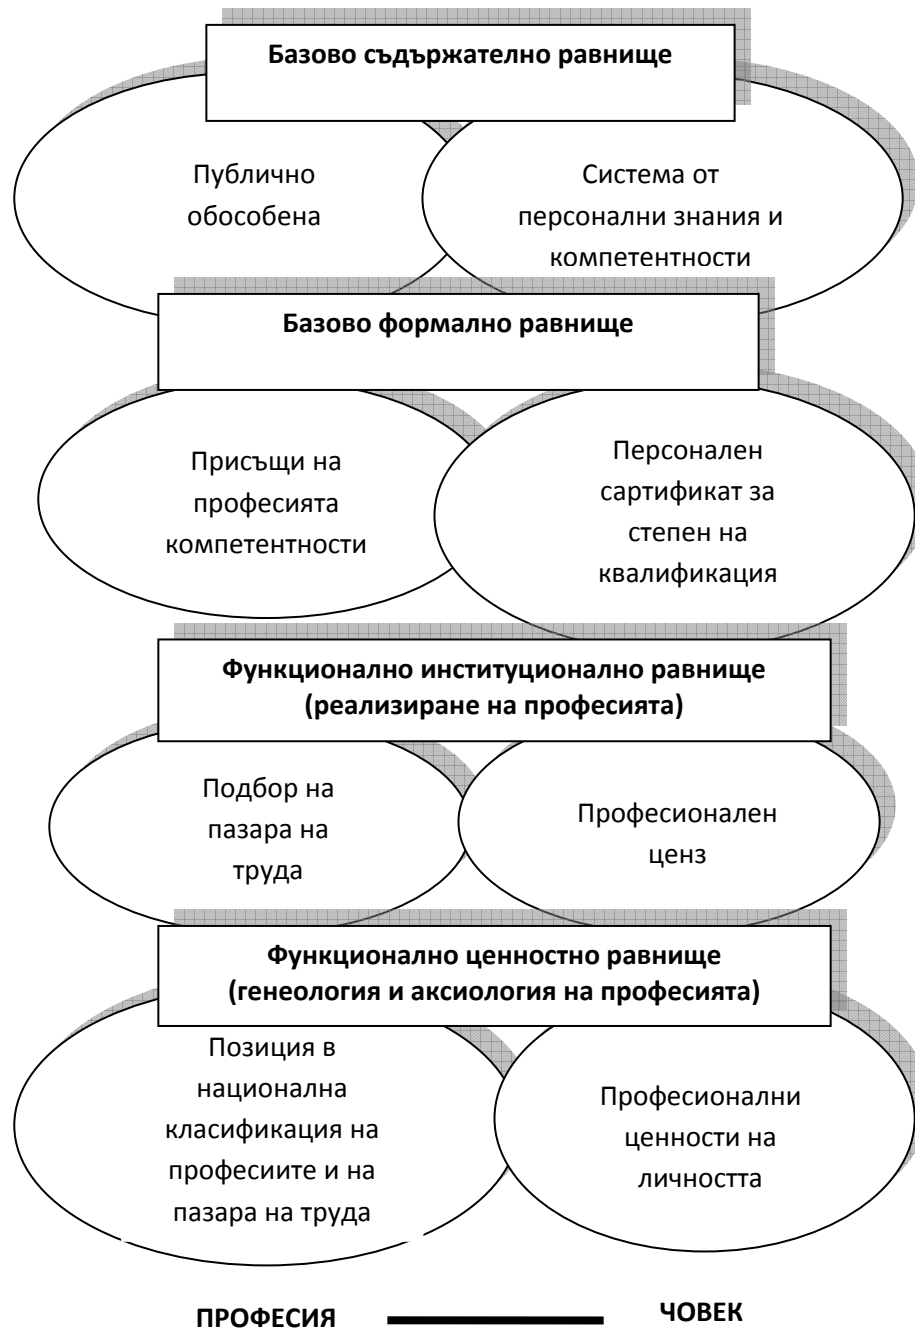 Базово съдържателно равнище
Публично
обособена
Система от
персонални знания и
компетентности
Базово формално равнище
Присъщи на
професията
компетентности
Персонален
сартификат за
степен на
квалификация
Функционално институционално равнище
(реализиране на професията)
Подбор на
пазара на
труда
Професионален
ценз
Функционално ценностно равнище
(генеология и аксиология на професията)
Позиция в
национална
класификация на
професиите и на
пазара на труда
Професионални
ценности на
личността
ПРОФЕСИЯ
ЧОВЕК